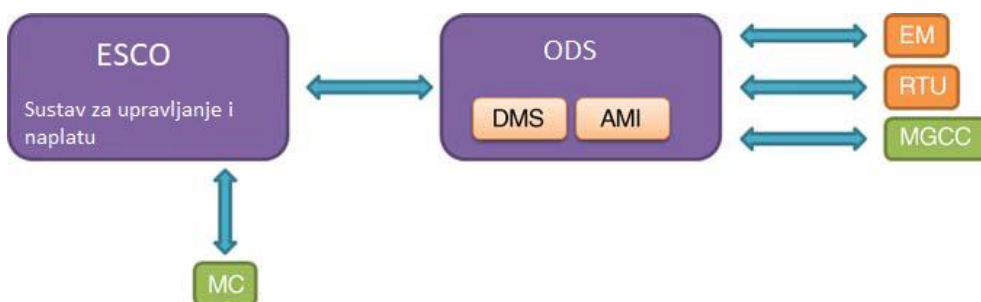 ESCO
Sustav za upravljanje i
naplatu
ODS
DMS
AMI
EM
RTU
MGCC
MC